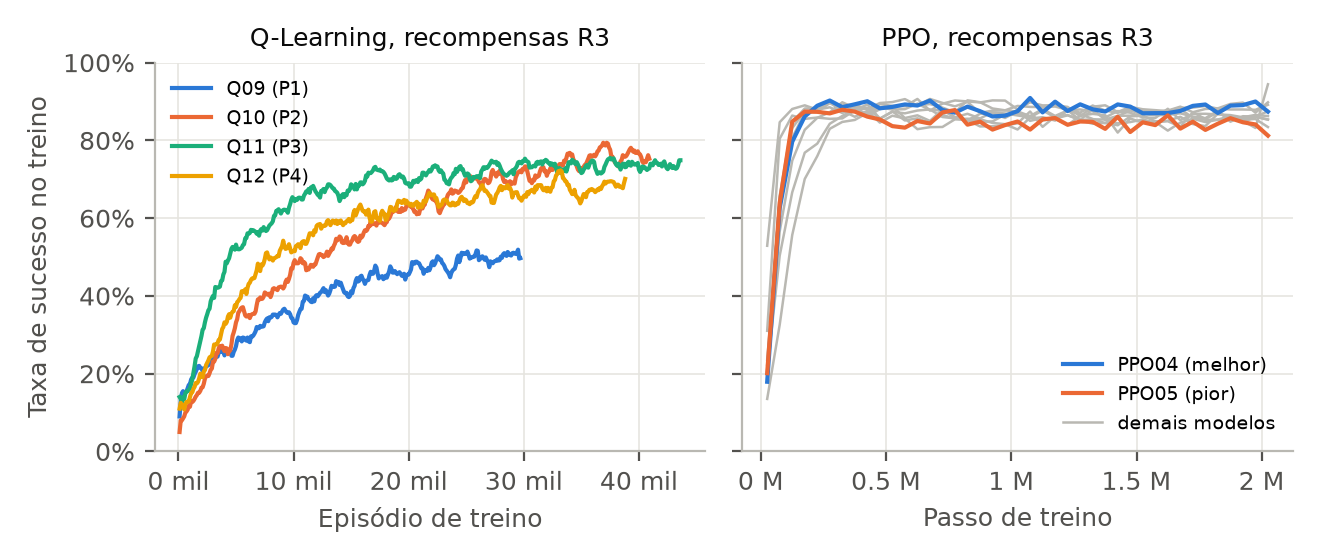 Q-Learning, recompensas R3
Taxa de sucesso no treino
100%
80%
60%
40%
20%
0%
Q09 (P1)
Q10 (P2)
Q11 (P3)
Q12 (P4)
0 mil 10 mil 20 mil 30 mil 40 mil
Episódio de treino
PPO, recompensas R3
PPO04 (melhor)
PPO05 (pior)
demais modelos
0 M 0.5 M 1 M 1.5 M 2 M
Passo de treino